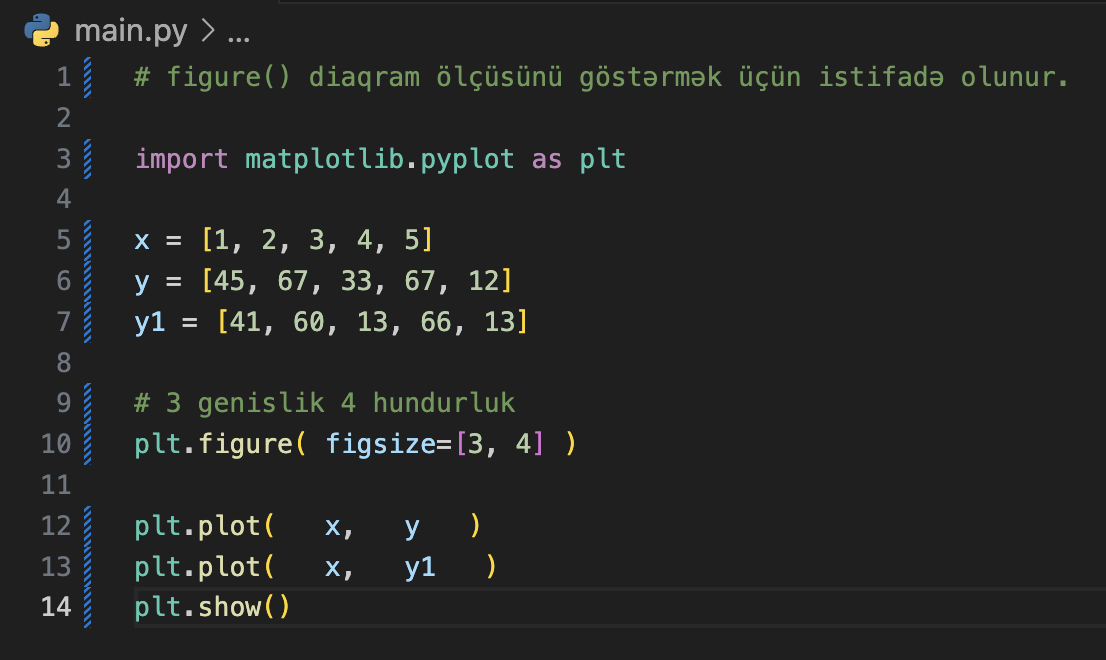 main.py > ...
1 # figure() diaqram ölçüsünü göstərmək üçün istifadə olunur.
2
3 import matplotlib.pyplot as plt
4
5 x = [1, 2, 3, 4, 5]
6 y = [45, 67, 33, 67, 12]
7 y1 = [41, 60, 13, 66, 13]
8
9 # 3 genislik 4 hundurluk
10 plt.figure( figsize=[3, 4] )
11
12 plt.plot(   x,   y   )
13 plt.plot(   x,   y1   )
14 plt.show()